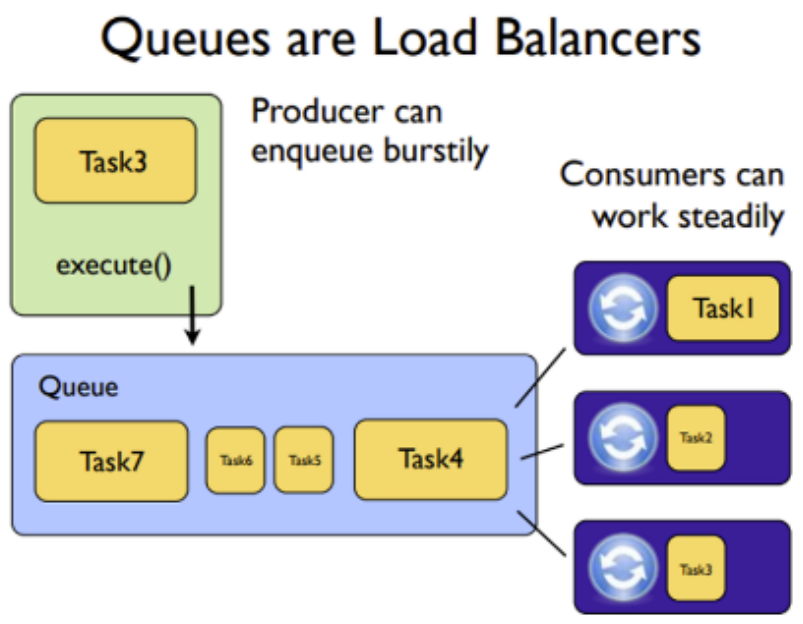 Queues are Load Balancers
Task3
execute()
Producer can
enqueue burstily
Consumers can
work steadily
Queue
Task7
Task6
Task5
Task4
Task1
Task2
Task3